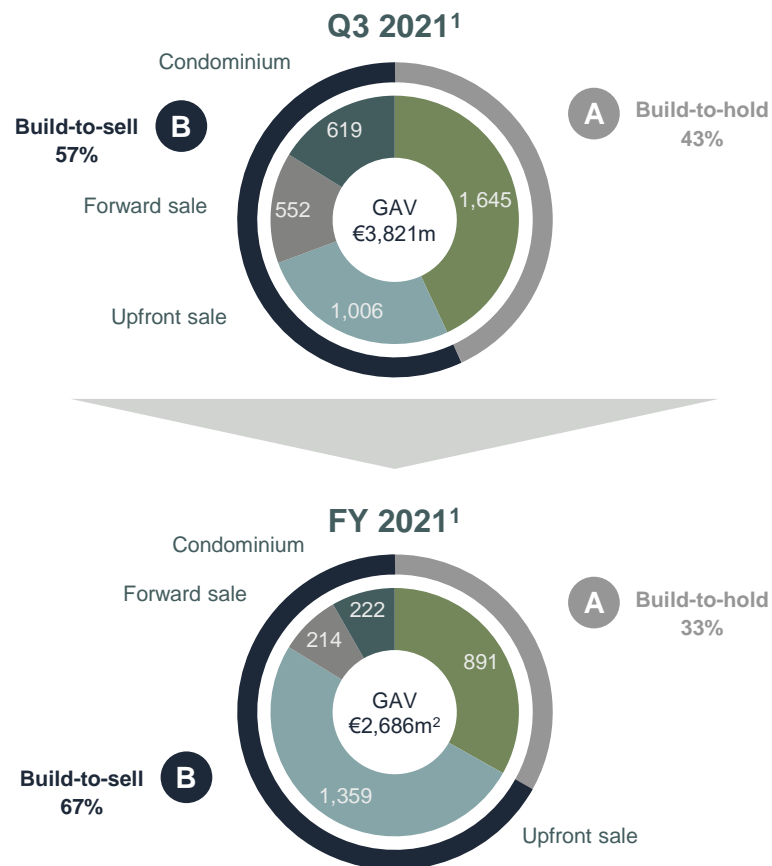 Q3 2021¹
Condominium
Build-to-sell
57%
B
A
Build-to-hold
43%
619
1,645
Forward sale
552
GAV
€3,821m
Upfront sale
1,006
FY 2021¹
Condominium
Forward sale
A
Build-to-hold
33%
222
214
891
GAV
€2,686m²
Build-to-sell
67%
B
1,359
Upfront sale